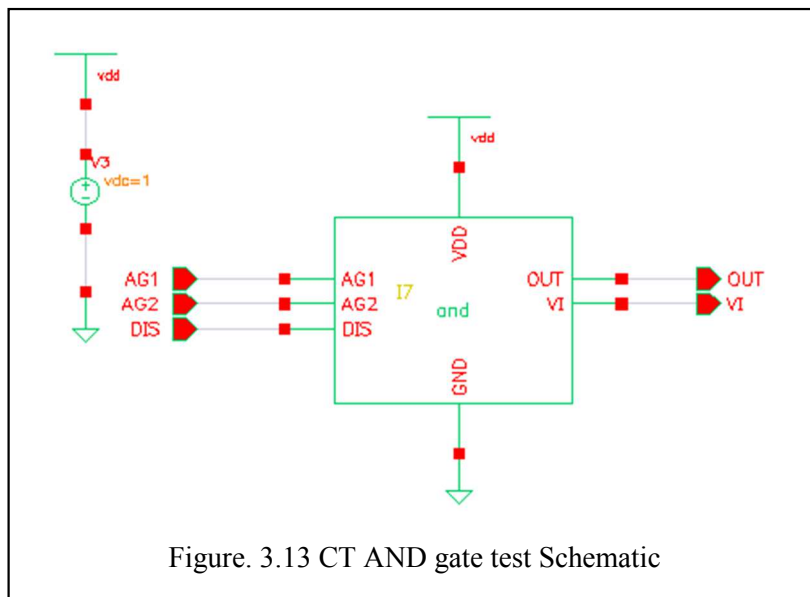 vdd
V3
vdc=1
vdd
VDD
AG1
AG2
DIS
AG1
AG2
DIS
I7
and
OUT
VI
OUT
VI
GND
Figure. 3.13 CT AND gate test Schematic